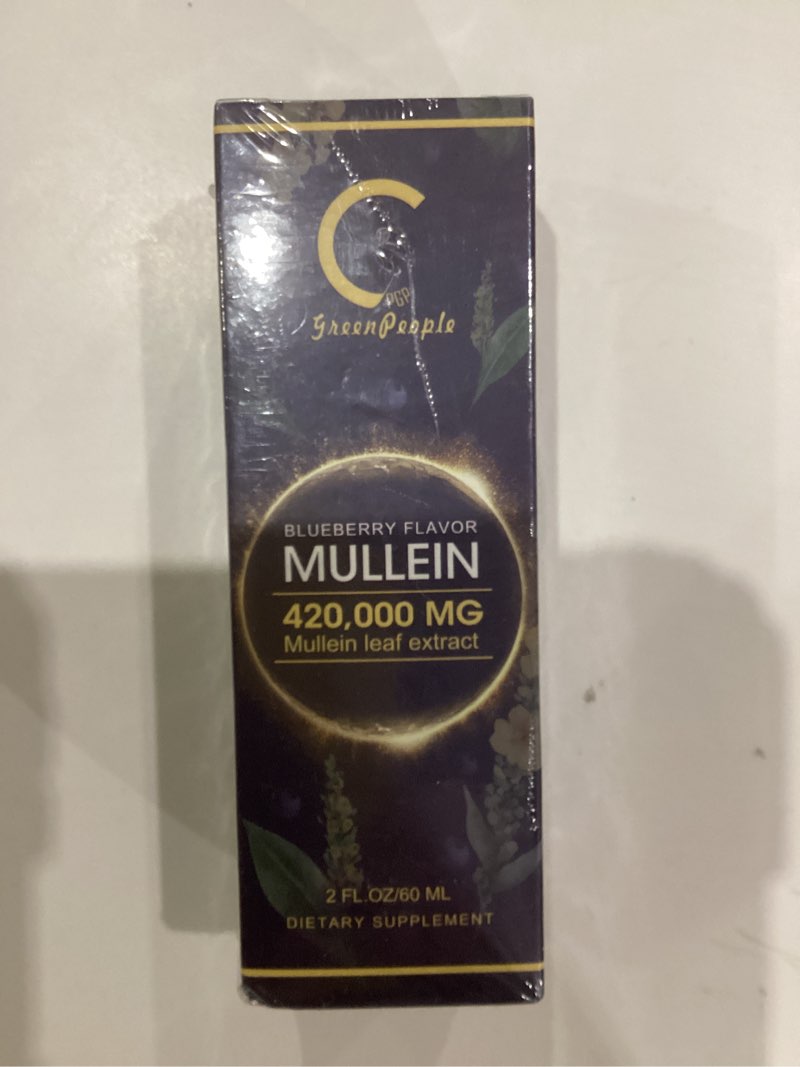 PGP
GreenPeople
BLUEBERRY FLAVOR
MULLEIN
420,000 MG
Mullein leaf extract
2 FL.OZ/60 ML
DIETARY SUPPLEMENT